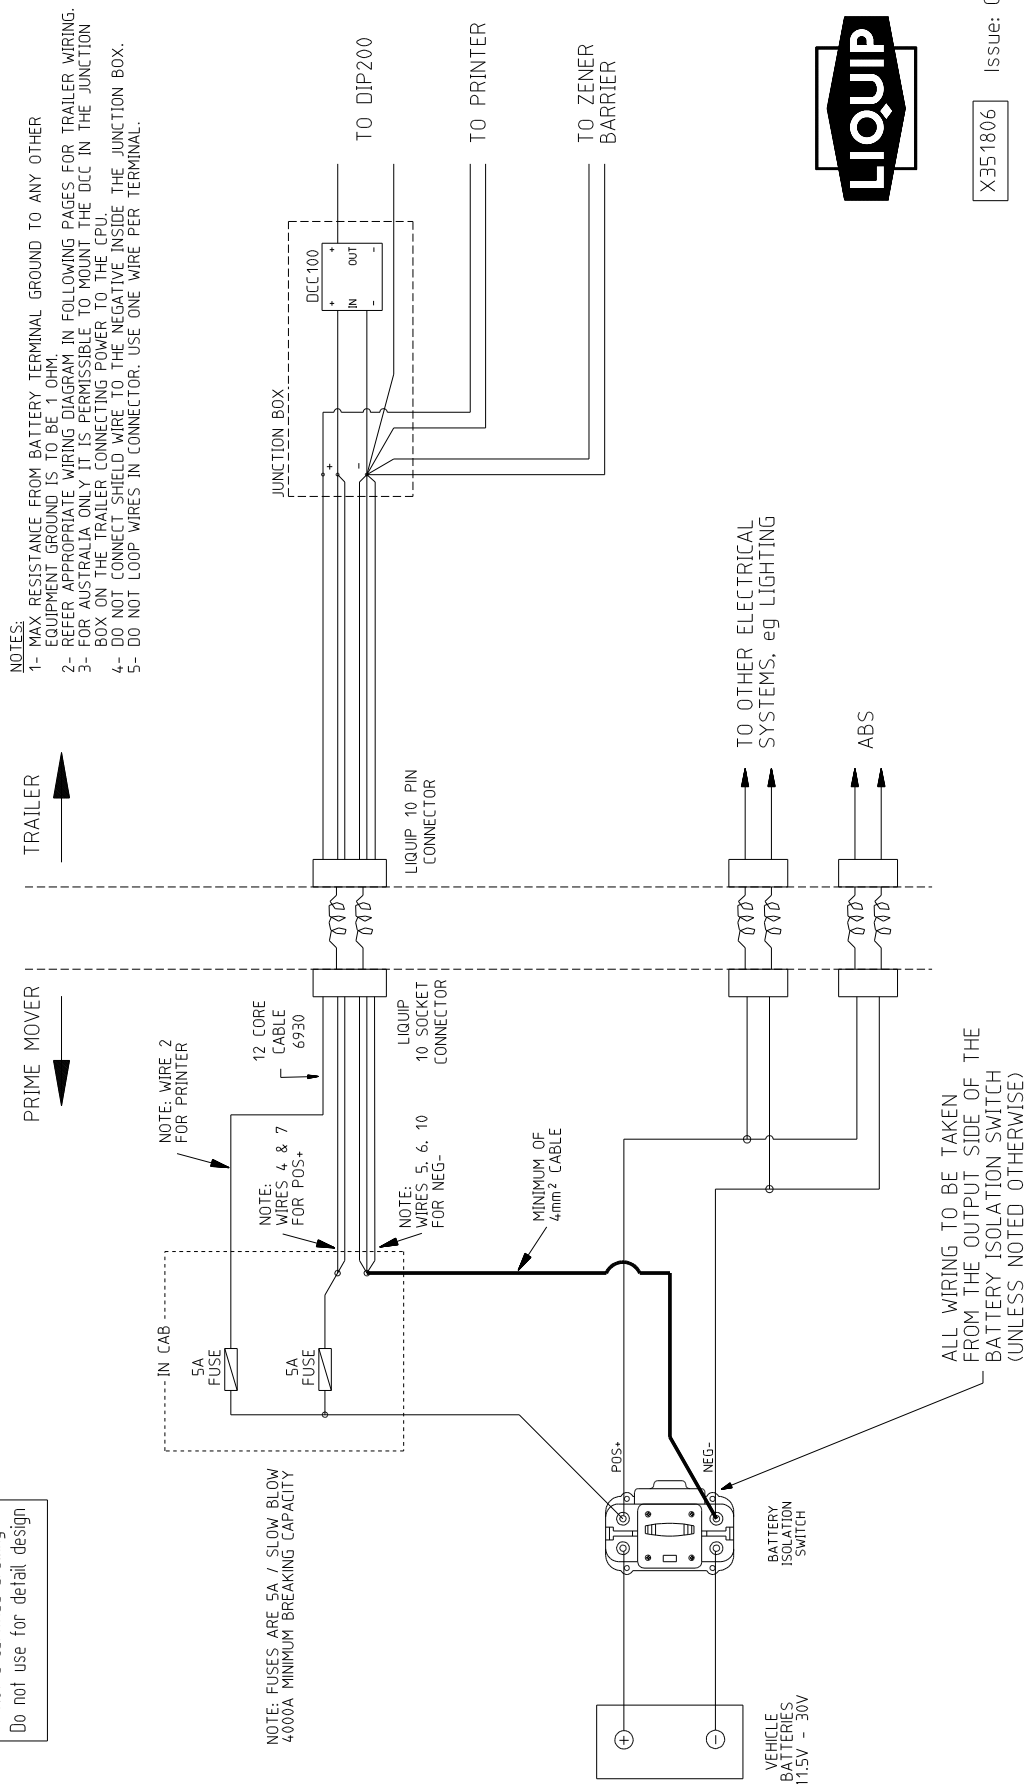 NOTES:
1- MAX RESISTANCE FROM BATTERY TERMINAL GROUND TO ANY OTHER
EQUIPMENT GROUND IS TO BE 1 OHM.
2- REFER APPROPRIATE WIRING DIAGRAM IN FOLLOWING PAGES FOR TRAILER WIRING.
3- FOR AUSTRALIA ONLY IT IS PERMISSIBLE TO MOUNT THE DCC IN THE JUNCTION
BOX ON THE TRAILER CONNECTING POWER TO THE CPU.
4- DO NOT CONNECT SHIELD WIRE TO THE NEGATIVE INSIDE THE JUNCTION BOX.
5- DO NOT LOOP WIRES IN CONNECTOR. USE ONE WIRE PER TERMINAL.
Do not use for detail design
PRIME MOVER
TRAILER
NOTE: WIRE 2
FOR PRINTER
12 CORE
CABLE
6930
IN CAB
5A
FUSE
5A
FUSE
NOTE:
WIRES 4 & 7
FOR POS+
NOTE:
WIRES 5, 6, 10
FOR NEG-
NOTE: FUSES ARE 5A / SLOW BLOW
4000A MINIMUM BREAKING CAPACITY
LIQUIP
10 SOCKET
CONNECTOR
LIQUIP 10 PIN
CONNECTOR
JUNCTION BOX
+
-
DCC100
+
+
IN
OUT
-
-
TO DIP200
TO PRINTER
TO ZENER
BARRIER
MINIMUM OF
4mm² CABLE
POS+
NEG-
BATTERY
ISOLATION
SWITCH
+
-
VEHICLE
BATTERIES
11.5V - 30V
TO OTHER ELECTRICAL
SYSTEMS, eg LIGHTING
ABS
ALL WIRING TO BE TAKEN
FROM THE OUTPUT SIDE OF THE
BATTERY ISOLATION SWITCH
(UNLESS NOTED OTHERWISE)
LIQUIP
X351806
Issue: